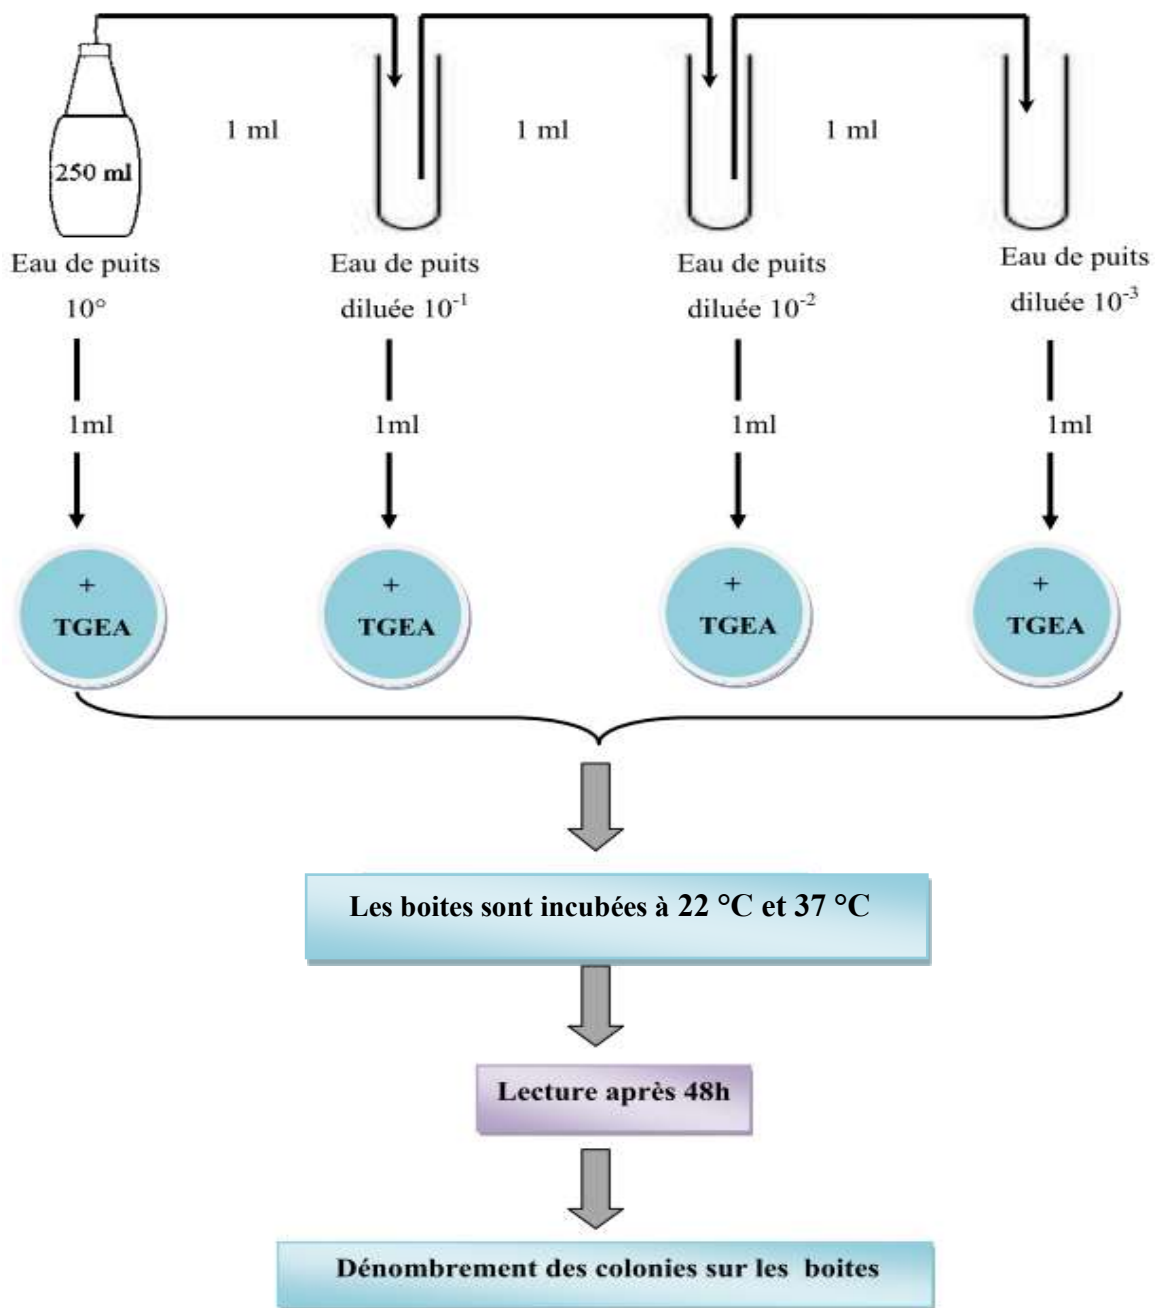 1 ml 1 ml 1 ml
250 ml
Eau de puits Eau de puits Eau de puits Eau de puits
10° diluée 10⁻¹ diluée 10⁻² diluée 10⁻³
1ml 1ml 1ml 1ml
+ + + +
TGEA TGEA TGEA TGEA
Les boites sont incubées à 22 °C et 37 °C
Lecture après 48h
Dénombrement des colonies sur les boites